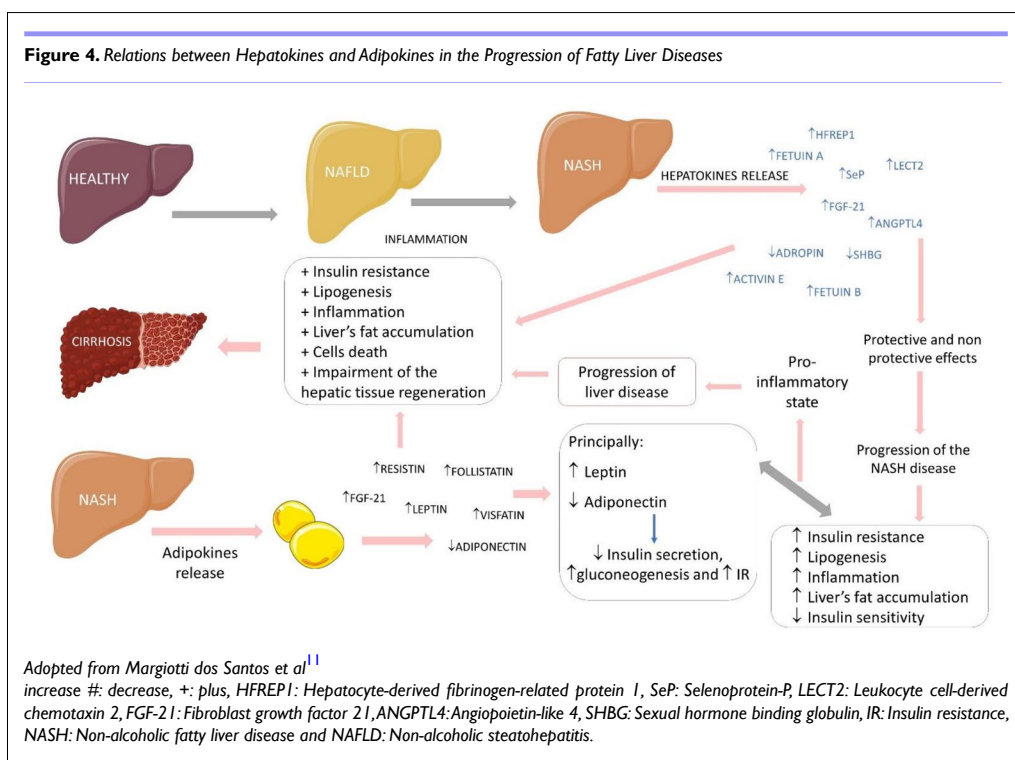 Figure 4. Relations between Hepatokines and Adipokines in the Progression of Fatty Liver Diseases
HEALTHY
NAFLD
NASH
HEPATOKINES RELEASE
↑HFREP1
↑FETUIN A
↑SeP
↑LECT2
↑FGF-21
↑ANGPTL4
↓ADROPIN
↓SHBG
↑ACTIVIN E
↑FETUIN B
INFLAMMATION
+ Insulin resistance
+ Lipogenesis
+ Inflammation
+ Liver's fat accumulation
+ Cells death
+ Impairment of the
hepatic tissue regeneration
CIRRHOSIS
Progression of
liver disease
Pro-
inflammatory
state
Protective and non
protective effects
Progression of the
NASH disease
NASH
Adipokines
release
↑RESISTIN
↑FOLLISTATIN
↑FGF-21
↑LEPTIN
↑VISFATIN
↓ADIPONECTIN
Principally:
↑ Leptin
↓ Adiponectin
↓ Insulin secretion,
↑gluconeogenesis and ↑ IR
↑ Insulin resistance
↑ Lipogenesis
↑ Inflammation
↑ Liver's fat accumulation
↓ Insulin sensitivity
Adopted from Margiotti dos Santos et al11
increase #: decrease, +: plus, HFREP1: Hepatocyte-derived fibrinogen-related protein 1, SeP: Selenoprotein-P, LECT2: Leukocyte cell-derived
chemotaxin 2, FGF-21: Fibroblast growth factor 21, ANGPTL4: Angiopoietin-like 4, SHBG: Sexual hormone binding globulin, IR: Insulin resistance,
NASH: Non-alcoholic fatty liver disease and NAFLD: Non-alcoholic steatohepatitis.